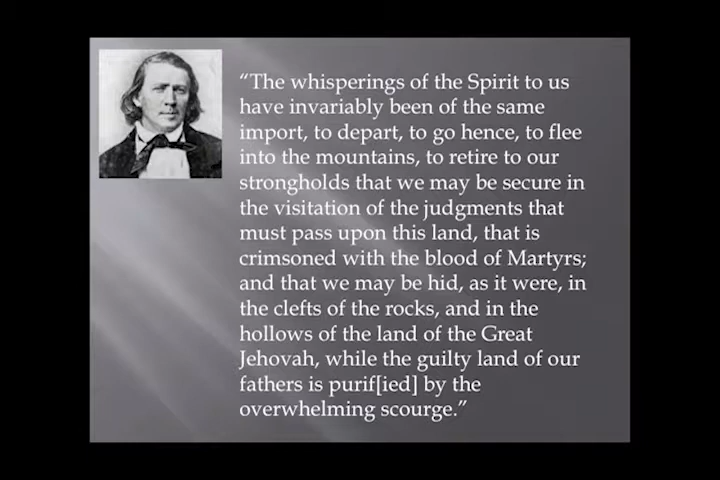 “The whisperings of the Spirit to us
have invariably been of the same
import, to depart, to go hence, to flee
into the mountains, to retire to our
strongholds that we may be secure in
the visitation of the judgments that
must pass upon this land, that is
crimsoned with the blood of Martyrs;
and that we may be hid, as it were, in
the clefts of the rocks, and in the
hollows of the land of the Great
Jehovah, while the guilty land of our
fathers is purif[ied] by the
overwhelming scourge.”